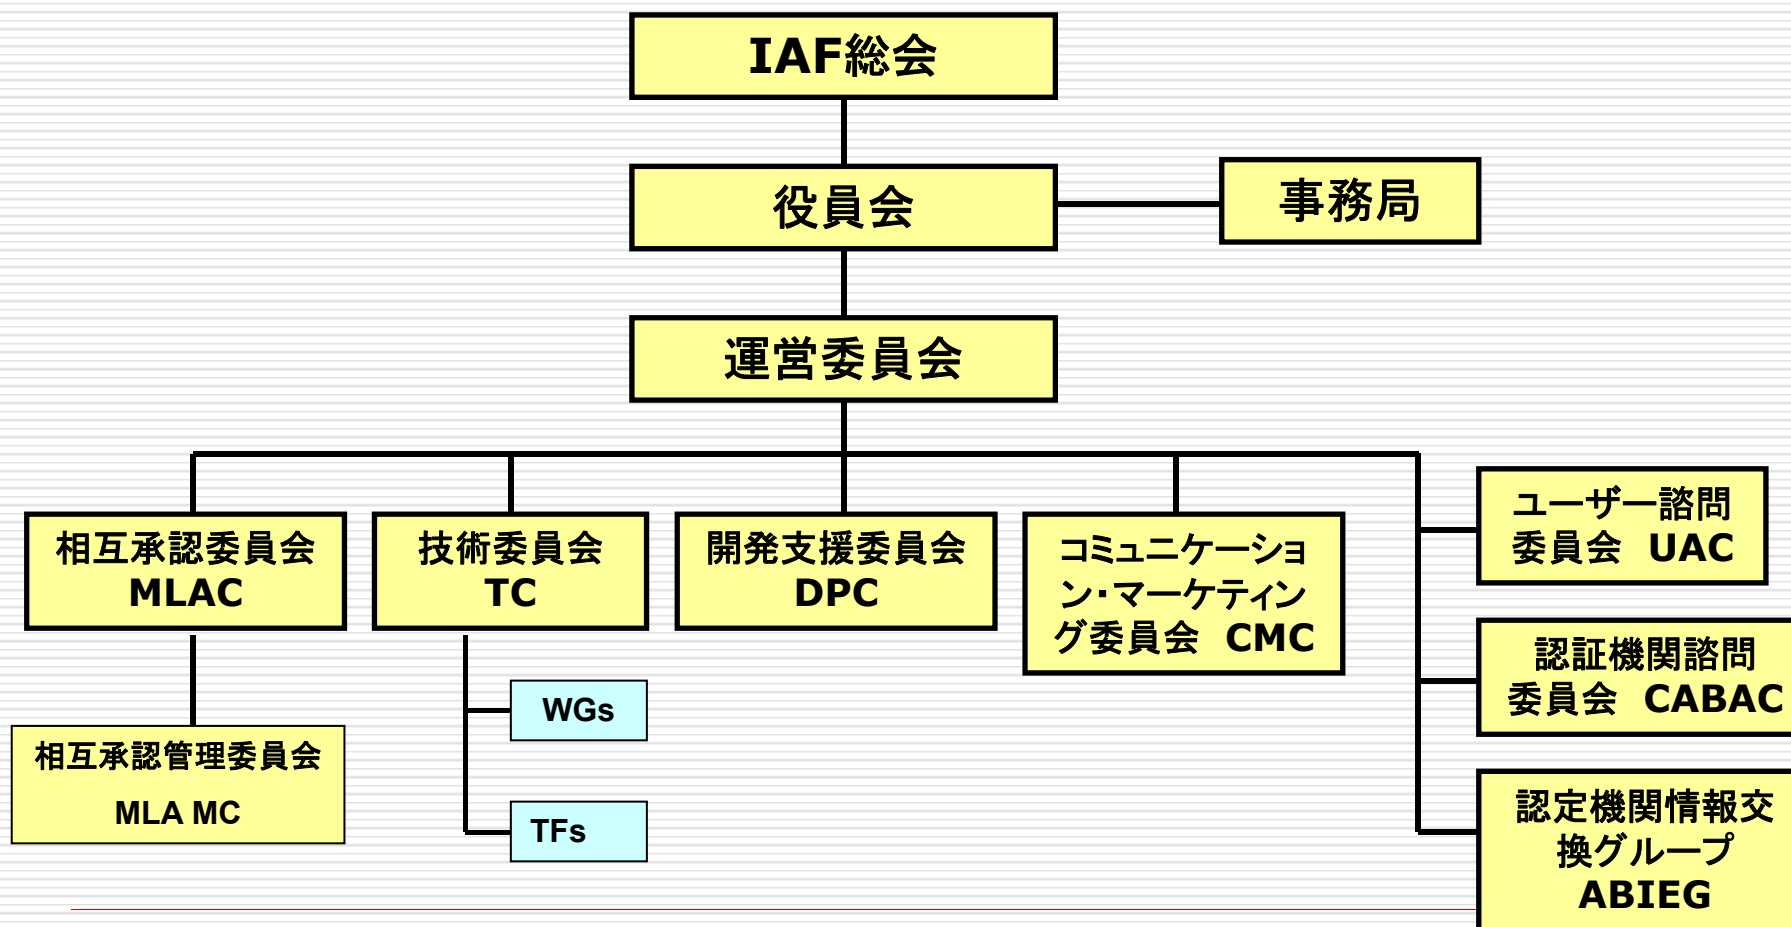 IAF総会
役員会
事務局
運営委員会
相互承認委員会
MLAC
技術委員会
TC
開発支援委員会
DPC
コミュニケーショ
ン・マーケティン
グ委員会 CMC
ユーザー諮問
委員会 UAC
認証機関諮問
委員会 CABAC
認定機関情報交
換グループ
ABIEG
相互承認管理委員会
MLA MC
WGs
TFs